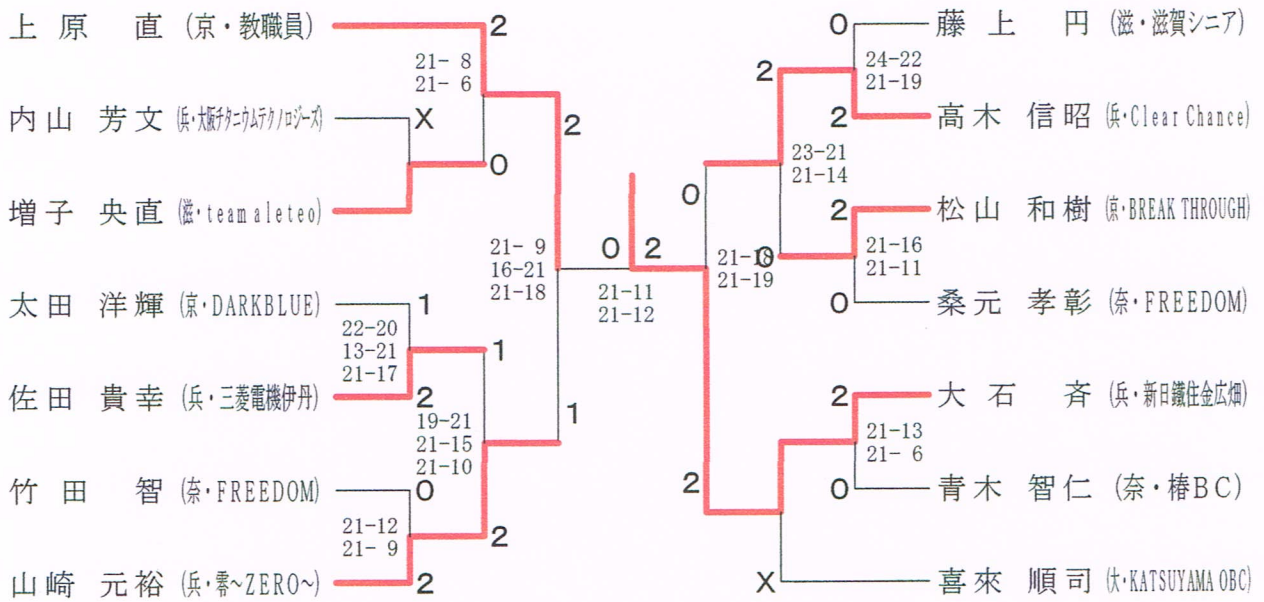 上原 直 (京・教職員)
2
21- 8
21- 6
内山 芳文 (兵・大阪チタニウムテクノロジーズ)
X
0
増子 央直 (滋・team aleteo)
2
21- 9
16-21
21-18
太田 洋輝 (京・DARKBLUE)
1
22-20
13-21
21-17
1
佐田 貴幸 (兵・三菱電機伊丹)
2
19-21
21-15
21-10
1
竹田 智 (奈・FREEDOM)
0
21-12
21- 9
2
山崎 元裕 (兵・零~ZERO~)
2
0 2
21-11
21-12
0
藤上 円 (滋・滋賀シニア)
24-22
21-19
2
2
高木 信昭 (兵・Clear Chance)
23-21
21-14
0
2
松山 和樹 (京・BREAK THROUGH)
21-16
21-11
0
21-18
21-19
0
桑元 孝彰 (奈・FREEDOM)
2
大石 斉 (兵・新日鐵住金広畑)
21-13
21- 6
2
0
青木 智仁 (奈・椿BC)
X
喜來 順司 (大・KATSUYAMA OBC)